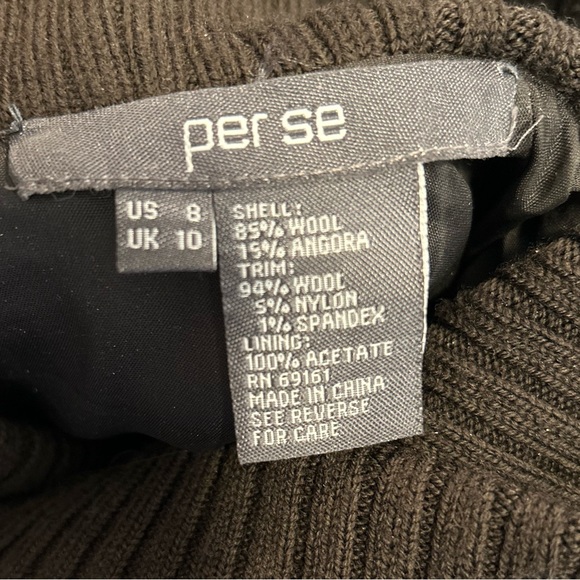 per se
US 8
UK 10
SHELL:
85% WOOL
15% ANGORA
TRIM:
94% WOOL
5% NYLON
1% SPANDEX
LINING:
100% ACETATE
RN 69161
MADE IN CHINA
SEE REVERSE
FOR CARE